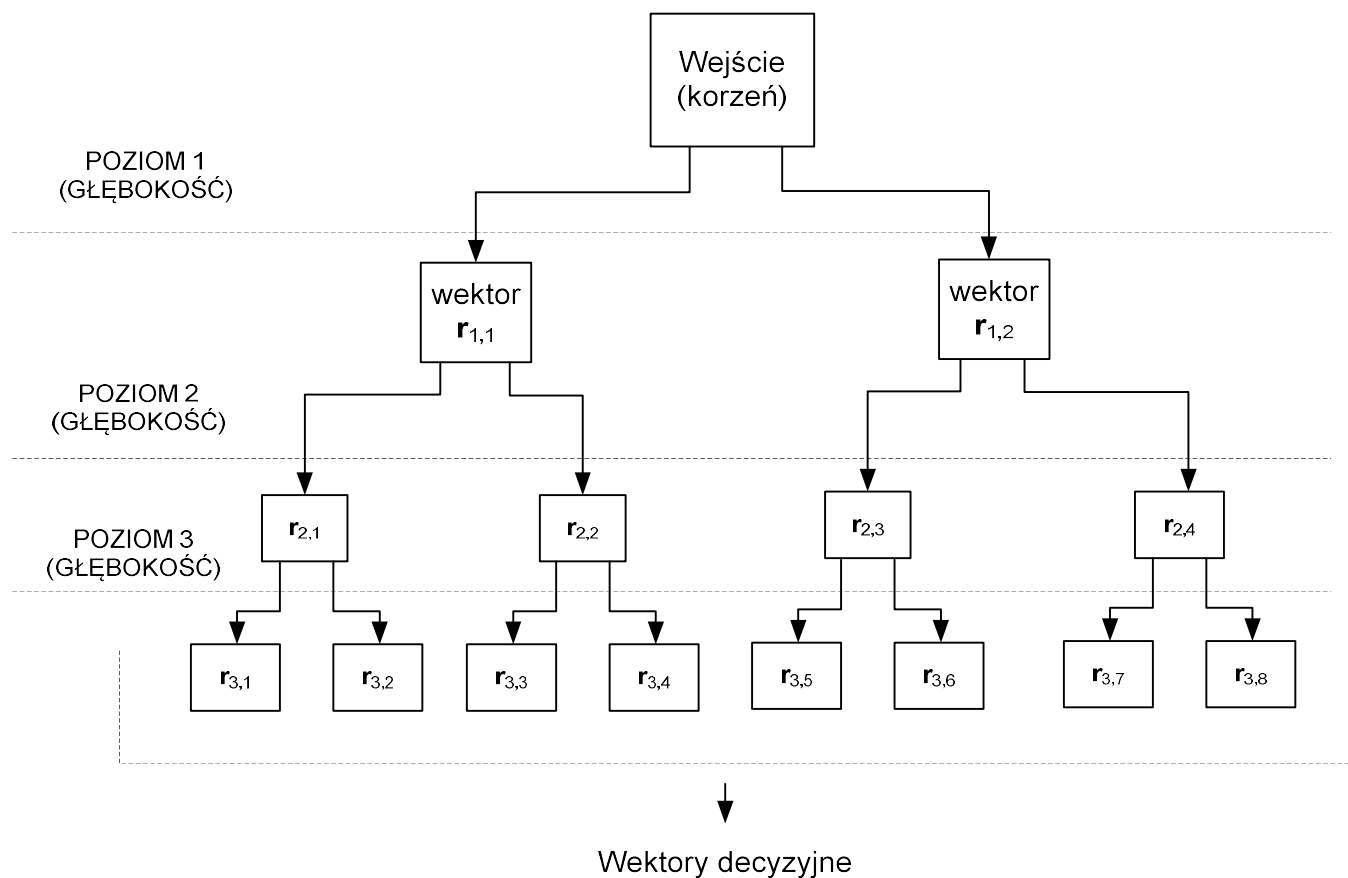 Wejście
(korzeń)
POZIOM 1
(GŁĘBOKOŚĆ)
wektor
r1,1
wektor
r1,2
POZIOM 2
(GŁĘBOKOŚĆ)
r2,1
r2,2
r2,3
r2,4
POZIOM 3
(GŁĘBOKOŚĆ)
r3,1
r3,2
r3,3
r3,4
r3,5
r3,6
r3,7
r3,8
Wektory decyzyjne